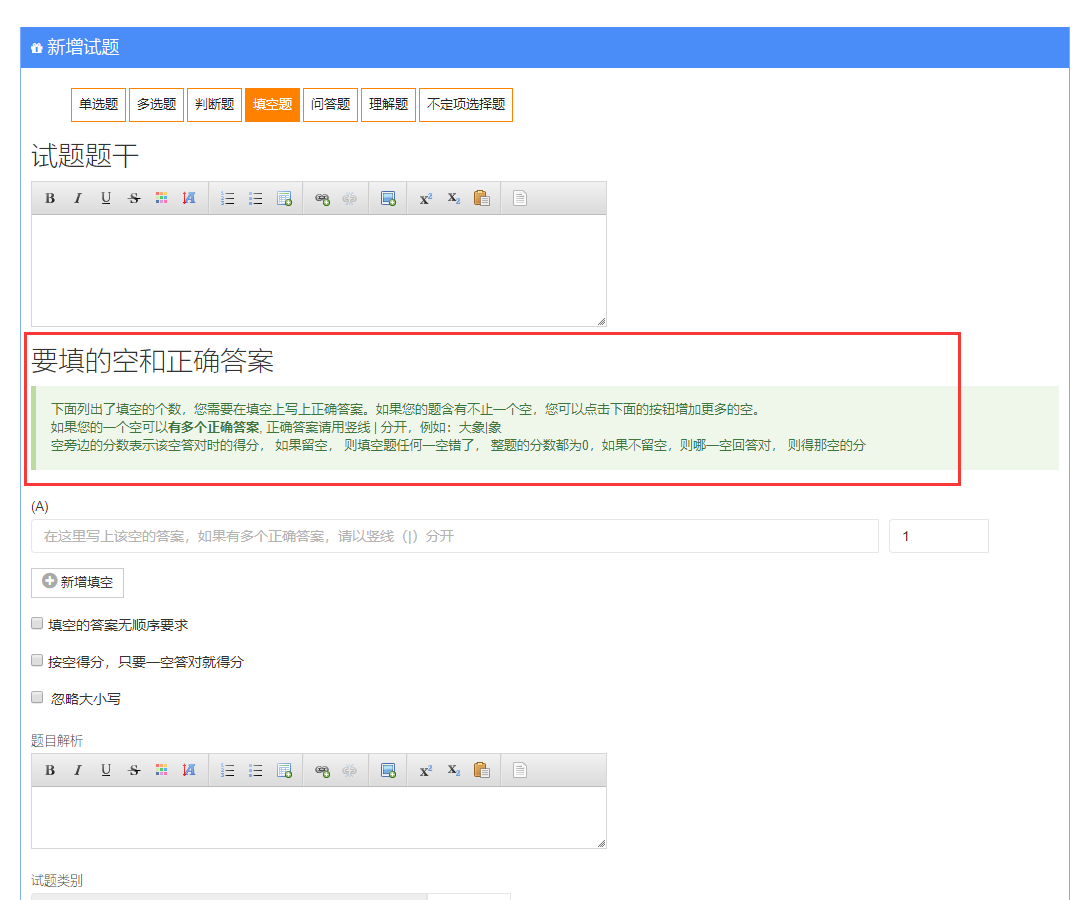 新增试题
单选题 多选题 判断题 填空题 问答题 理解题 不定项选择题
试题题干
B I U S A x² X₂
要填的空和正确答案
下面列出了填空的个数，您需要在填空上写上正确答案。如果您的题含有不止一个空，您可以点击下面的按钮增加更多的空。
如果您的一个空可以有多个正确答案, 正确答案请用竖线 | 分开，例如：大象|象
空旁边的分数表示该空答对时的得分， 如果留空， 则填空题任何一空错了， 整题的分数都为0，如果不留空，则哪一空回答对， 则得那空的分
(A)
在这里写上该空的答案，如果有多个正确答案，请以竖线（|）分开 1
新增填空
填空的答案无顺序要求
按空得分，只要一空答对就得分
忽略大小写
题目解析
B I U S A x² X₂
试题类别